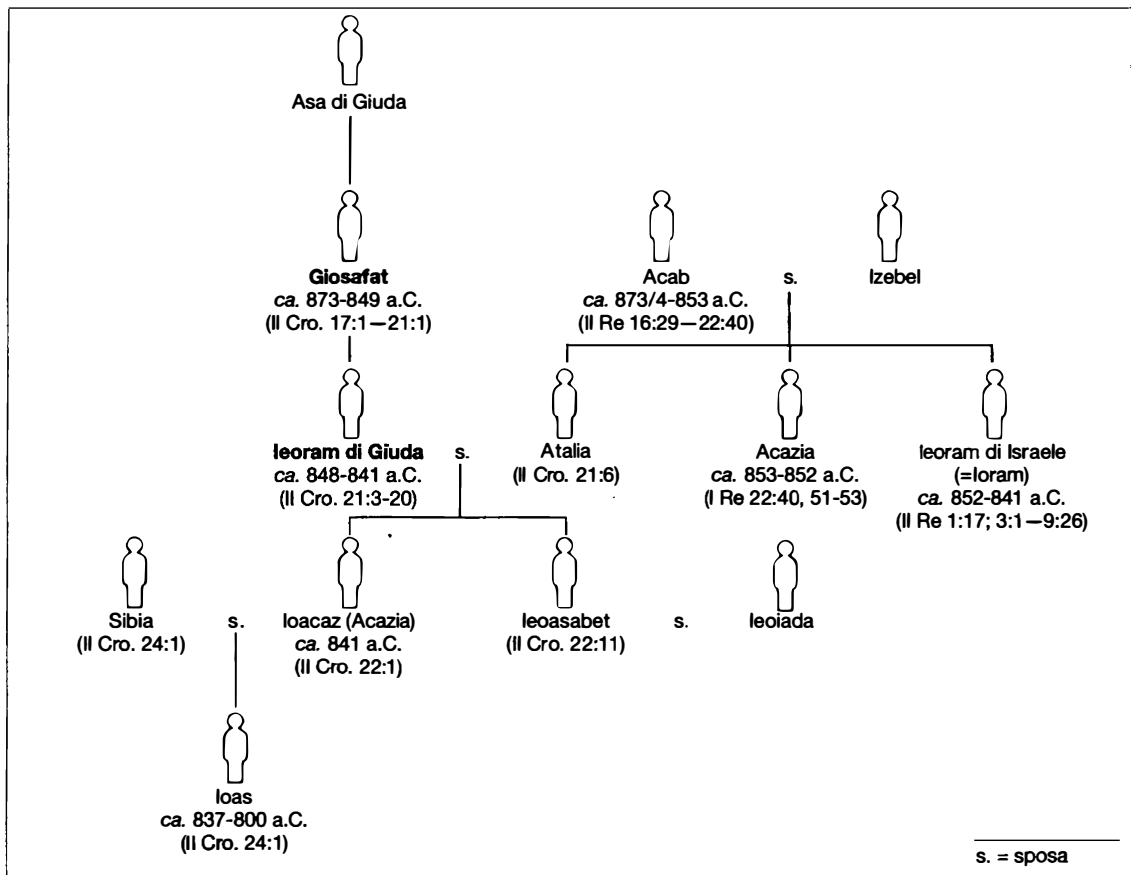 Asa di Giuda
Giosafat
ca. 873-849 a.C.
(II Cro. 17:1—21:1)
Acab
ca. 873/4-853 a.C.
(II Re 16:29—22:40)
s.
Izebel
Ieoram di Giuda
ca. 848-841 a.C.
(II Cro. 21:3-20)
s.
Atalia
(II Cro. 21:6)
Acazia
ca. 853-852 a.C.
(I Re 22:40, 51-53)
Ieoram di Israele
(=Ioram)
ca. 852-841 a.C.
(II Re 1:17; 3:1—9:26)
Sibia
(II Cro. 24:1)
s.
Ioacaz (Acazia)
ca. 841 a.C.
(II Cro. 22:1)
Ieoasabet
(II Cro. 22:11)
s.
Ieoiada
Ioas
ca. 837-800 a.C.
(II Cro. 24:1)
s. = sposa